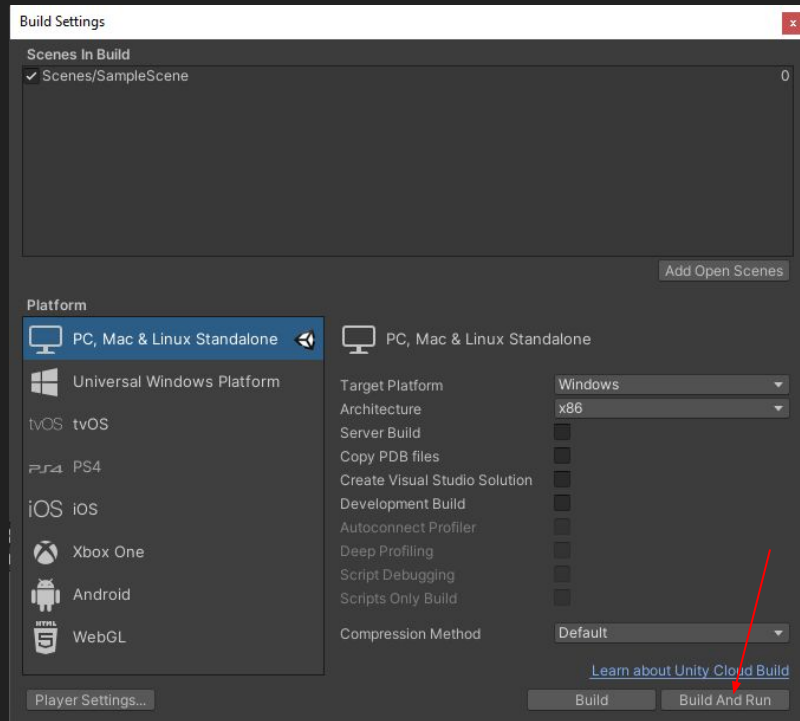 Build Settings
x
Scenes In Build
Scenes/SampleScene 0
Add Open Scenes
Platform
PC, Mac & Linux Standalone
Universal Windows Platform
tvOS tvOS
PS4 PS4
iOS iOS
Xbox One
Android
HTML
5 WebGL
PC, Mac & Linux Standalone
Target Platform Windows
Architecture x86
Server Build
Copy PDB files
Create Visual Studio Solution
Development Build
Autoconnect Profiler
Deep Profiling
Script Debugging
Scripts Only Build
Compression Method Default
Learn about Unity Cloud Build
Player Settings... Build Build And Run